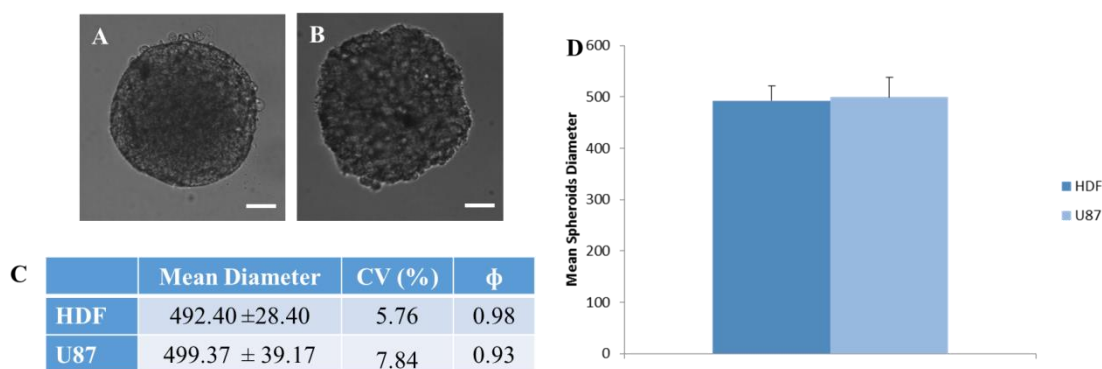 A
B
C
Mean Diameter CV (%) ϕ
HDF 492.40 ±28.40 5.76 0.98
U87 499.37 ± 39.17 7.84 0.93
D
Mean Spheroids Diameter
600
500
400
300
200
100
0
HDF
U87